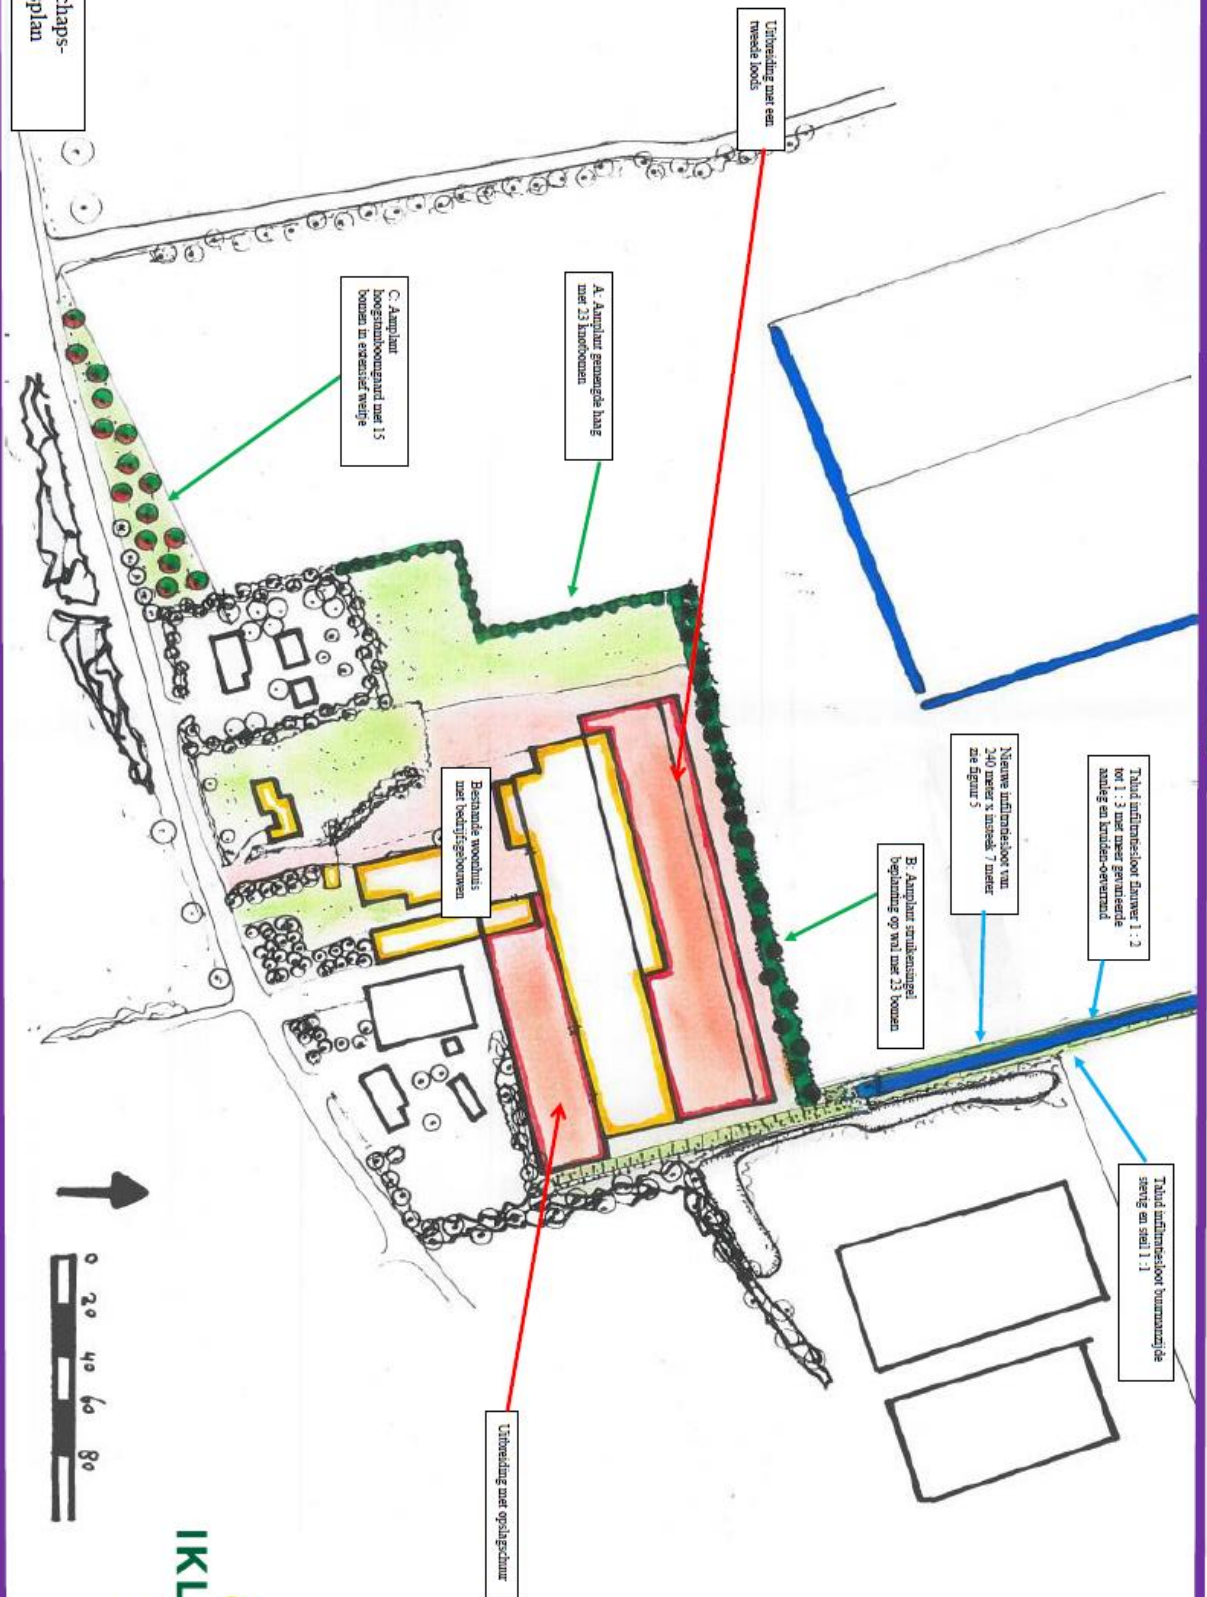 chaps-
plan
Uitbreiding met een
tweede loods
C: Aanplant
hoogstamboomgaard met 15
bomen in extensief weitje
A: Aanplant gemengde haag
met 23 knotbomen
Talud infiltratiesloot flauwer 1 : 2
tot 1 : 3 met meer gevarieerde
aanleg en kruiden-oeverrand
Nieuwe infiltratiesloot van
240 meter x insteek 7 meter
zie figuur 5
B: Aanplant struikensingel
beplanting op wal met 23 bomen
Bestaande woonhuis
met bedrijfsgebouwen
Talud infiltratiesloot buurmanzijde
stevig en steil 1 :1
Uitbreiding met opslagschuur
0 20 40 60 80
IKL